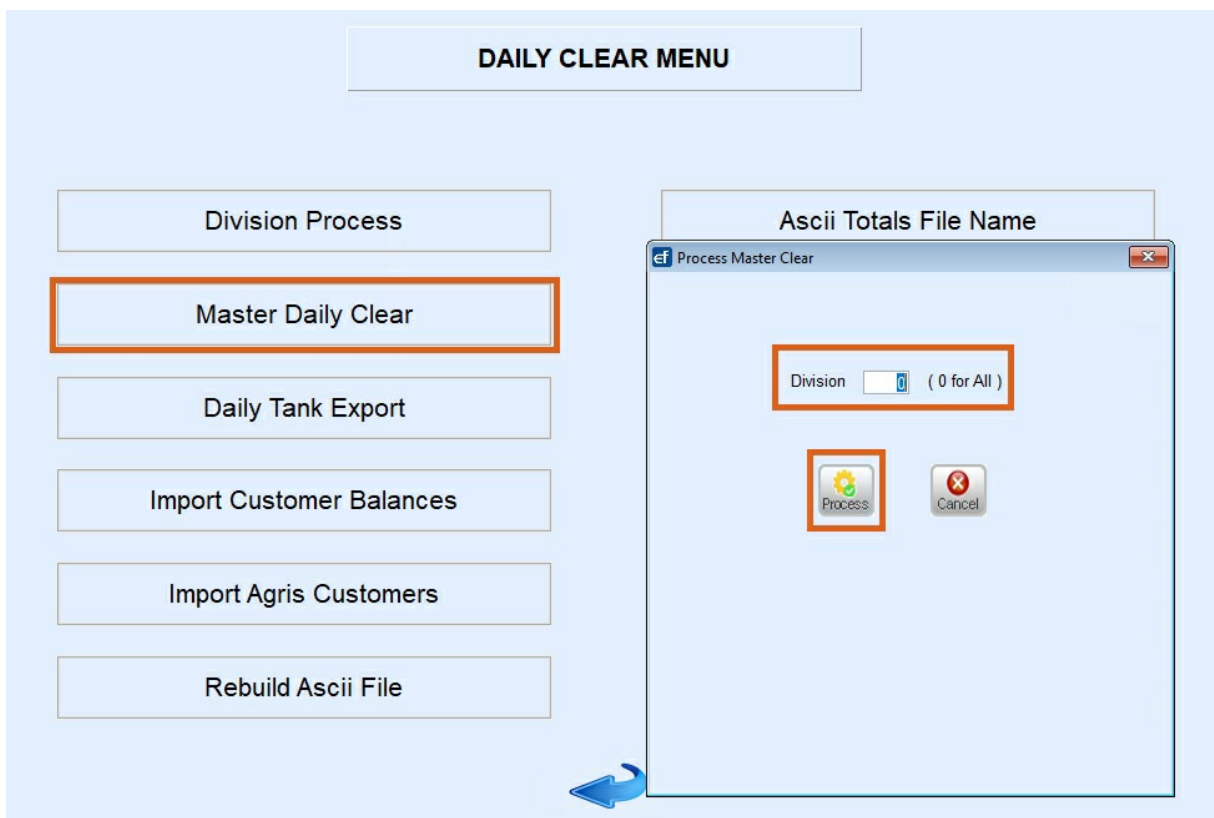 DAILY CLEAR MENU
Division Process
Master Daily Clear
Daily Tank Export
Import Customer Balances
Import Agris Customers
Rebuild Ascii File
Ascii Totals File Name
ef Process Master Clear
Division 0 ( 0 for All )
Process Cancel